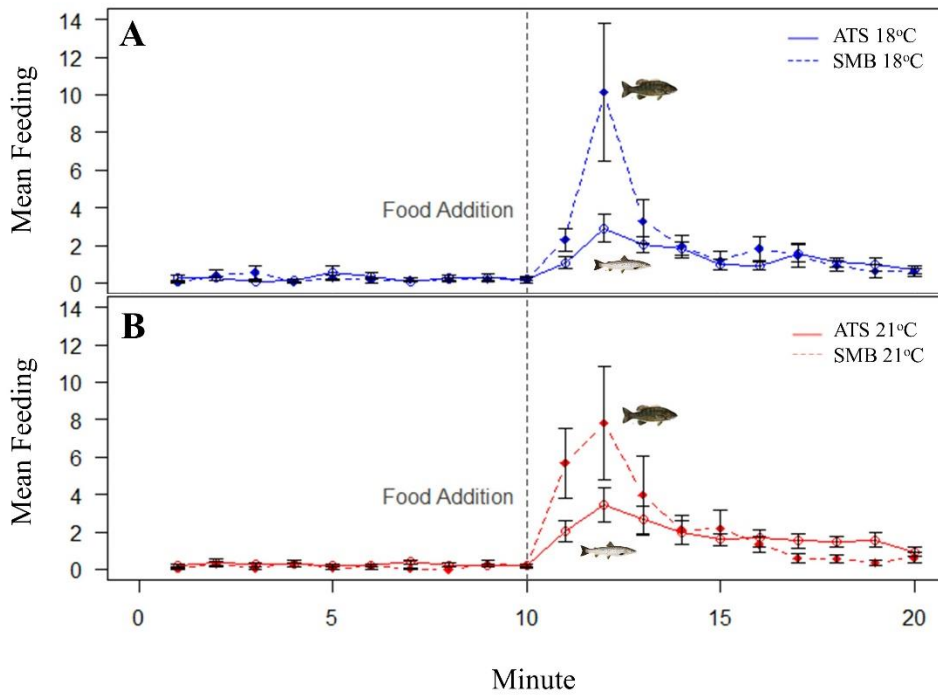 A
ATS 18°C
SMB 18°C
14
12
10
8
6
4
2
0
Mean Feeding
Food Addition
B
ATS 21°C
SMB 21°C
14
12
10
8
6
4
2
0
Mean Feeding
Food Addition
0 5 10 15 20
Minute